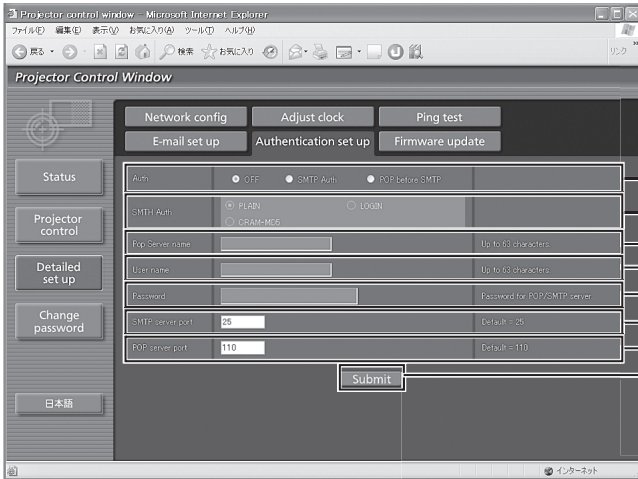 Projector control window - Microsoft Internet Explorer
ファイル(F) 編集(E) 表示(V) お気に入り(A) ツール(T) ヘルプ(H)
戻る 検索 お気に入り リンク »
Projector Control Window
Network config Adjust clock Ping test
E-mail set up Authentication set up Firmware update
Status
Projector control
Detailed set up
Change password
日本語
Auth OFF SMTP Auth POP before SMTP
SMTH Auth PLAIN LOGIN
CRAM-MD5
Pop Server name Up to 63 characters.
User name Up to 63 characters.
Password Password for POP/SMTP server
SMTP server port 25 Default = 25
POP server port 110 Default = 110
Submit
インターネット